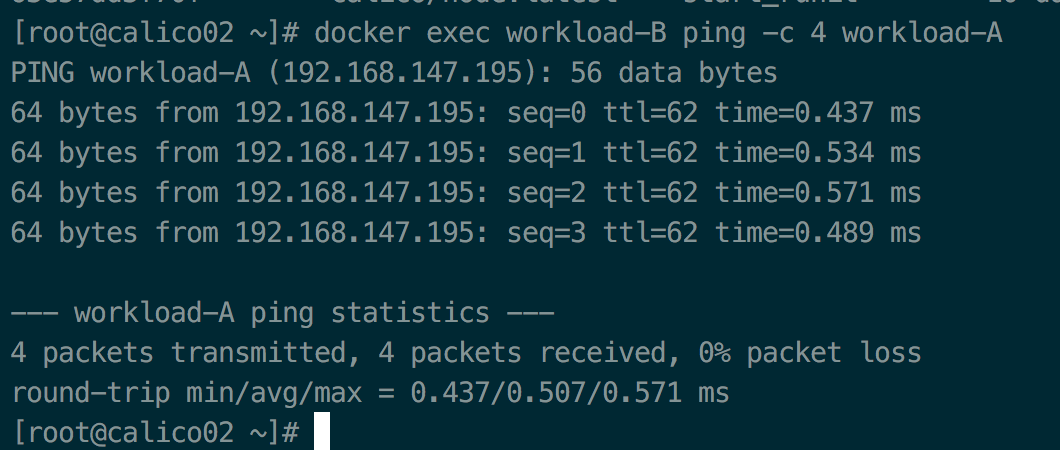 [root@calico02 ~]# docker exec workload-B ping -c 4 workload-A
PING workload-A (192.168.147.195): 56 data bytes
64 bytes from 192.168.147.195: seq=0 ttl=62 time=0.437 ms
64 bytes from 192.168.147.195: seq=1 ttl=62 time=0.534 ms
64 bytes from 192.168.147.195: seq=2 ttl=62 time=0.571 ms
64 bytes from 192.168.147.195: seq=3 ttl=62 time=0.489 ms
--- workload-A ping statistics ---
4 packets transmitted, 4 packets received, 0% packet loss
round-trip min/avg/max = 0.437/0.507/0.571 ms
[root@calico02 ~]#